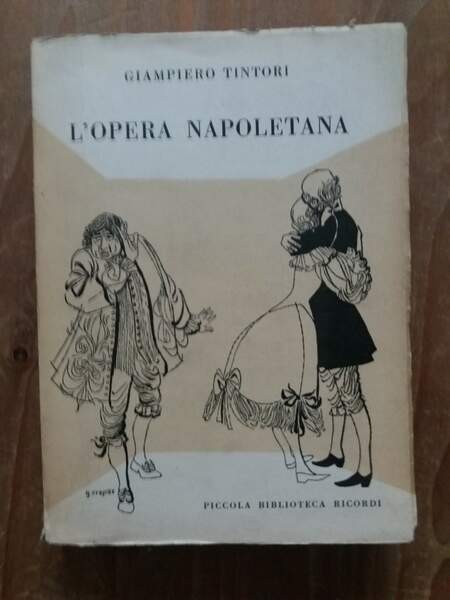 GIAMPIERO TINTORI
L'OPERA NAPOLETANA
PICCOLA BIBLIOTECA RICORDI